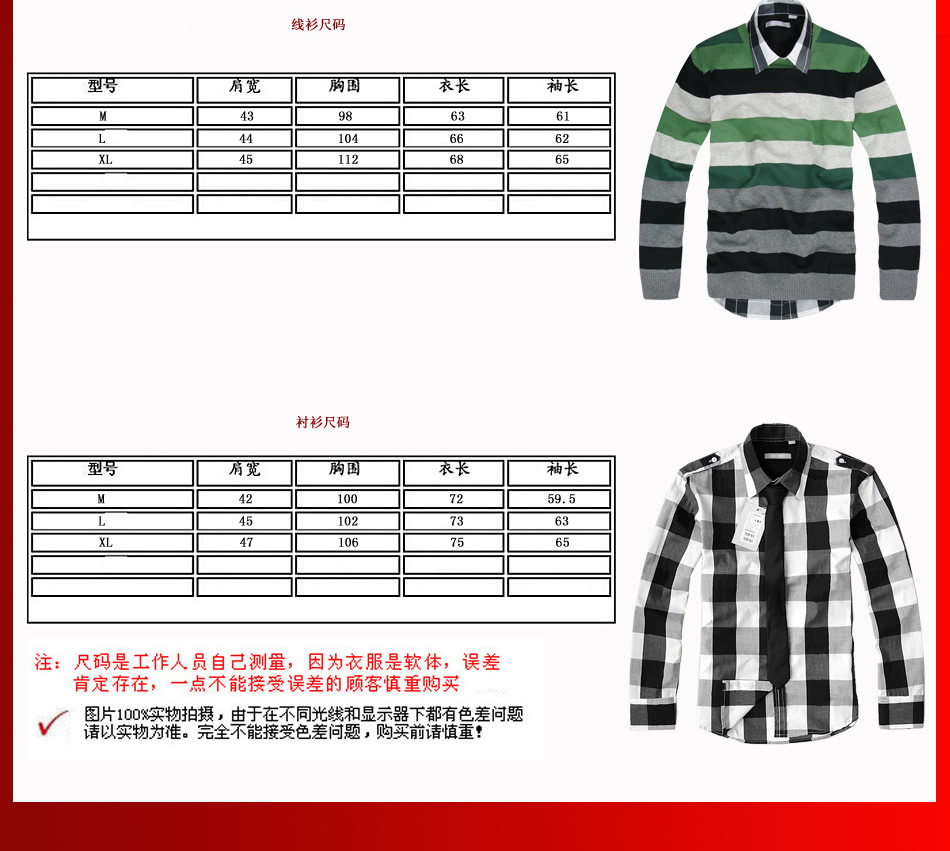 线衫尺码
型号 肩宽 胸围 衣长 袖长
M 43 98 63 61
L 44 104 66 62
XL 45 112 68 65
衬衫尺码
型号 肩宽 胸围 衣长 袖长
M 42 100 72 59.5
L 45 102 73 63
XL 47 106 75 65
注：尺码是工作人员自己测量，因为衣服是软体，误差
肯定存在，一点不能接受误差的顾客慎重购买
图片100%实物拍摄，由于在不同光线和显示器下都有色差问题
请以实物为准。完全不能接受色差问题，购买前请慎重!